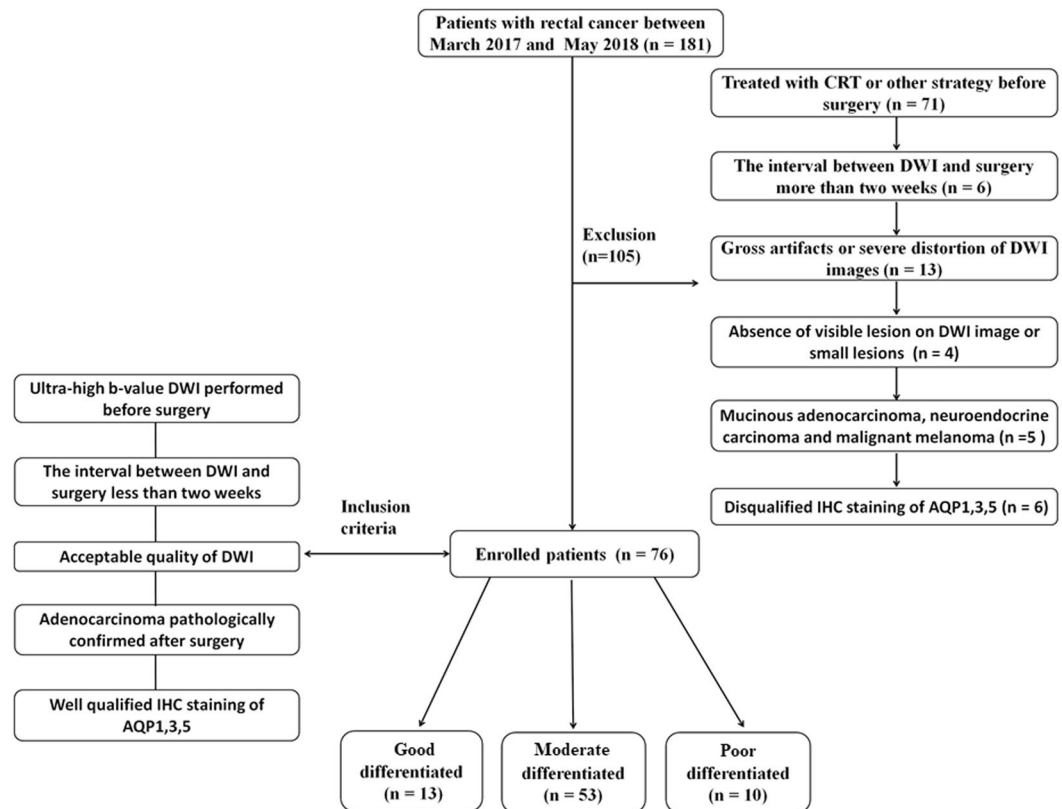 Patients with rectal cancer between
March 2017 and May 2018 (n = 181)
Treated with CRT or other strategy before
surgery (n = 71)
The interval between DWI and surgery
more than two weeks (n = 6)
Exclusion
(n=105)
Gross artifacts or severe distortion of DWI
images (n = 13)
Absence of visible lesion on DWI image or
small lesions (n = 4)
Mucinous adenocarcinoma, neuroendocrine
carcinoma and malignant melanoma (n =5 )
Disqualified IHC staining of AQP1,3,5 (n = 6)
Ultra-high b-value DWI performed
before surgery
The interval between DWI and
surgery less than two weeks
Acceptable quality of DWI
Adenocarcinoma pathologically
confirmed after surgery
Well qualified IHC staining of
AQP1,3,5
Inclusion
criteria
Enrolled patients (n = 76)
Good
differentiated
(n = 13)
Moderate
differentiated
(n = 53)
Poor
differentiated
(n = 10)